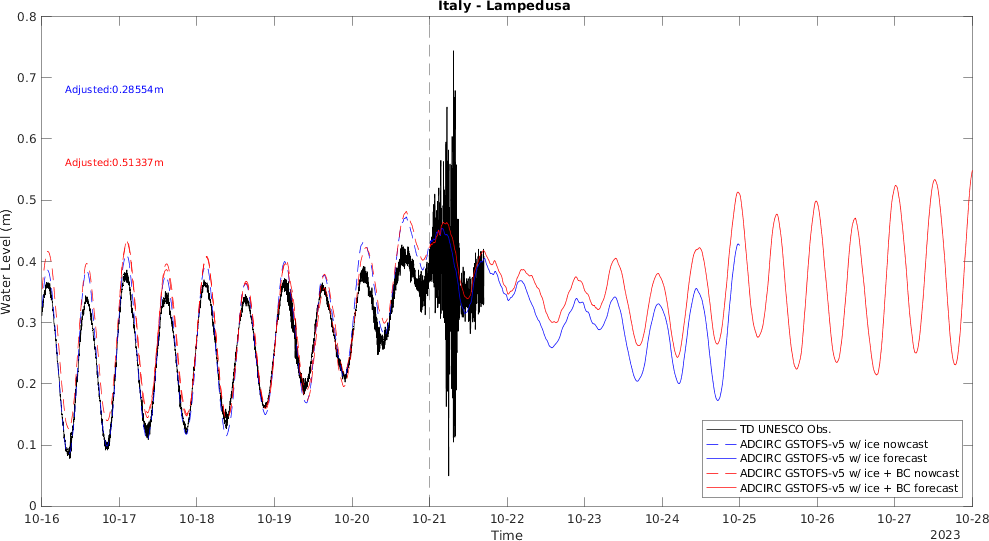 Italy - Lampedusa
0.8
0.7
0.6
0.5
0.4
0.3
0.2
0.1
0
Water Level (m)
Adjusted:0.28554m
Adjusted:0.51337m
TD UNESCO Obs.
ADCIRC GSTOFS-v5 w/ ice nowcast
ADCIRC GSTOFS-v5 w/ ice forecast
ADCIRC GSTOFS-v5 w/ ice + BC nowcast
ADCIRC GSTOFS-v5 w/ ice + BC forecast
10-16 10-17 10-18 10-19 10-20 10-21 10-22 10-23 10-24 10-25 10-26 10-27 10-28
Time
2023